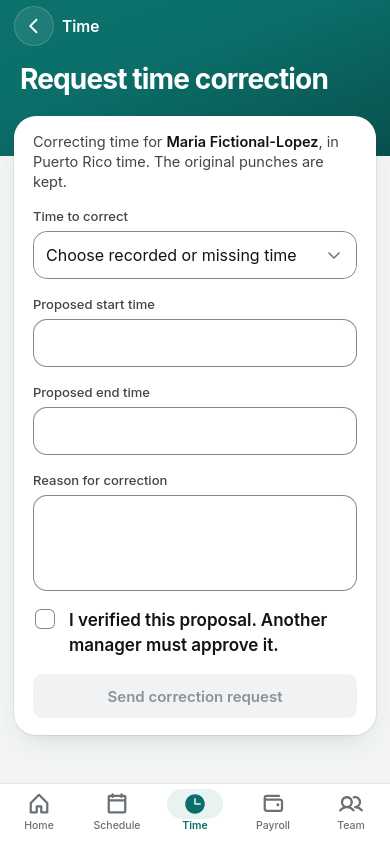 Time
Request time correction
Correcting time for Maria Fictional-Lopez, in
Puerto Rico time. The original punches are
kept.
Time to correct
Choose recorded or missing time
Proposed start time
Proposed end time
Reason for correction
I verified this proposal. Another
manager must approve it.
Send correction request
Home
Schedule
Time
Payroll
Team